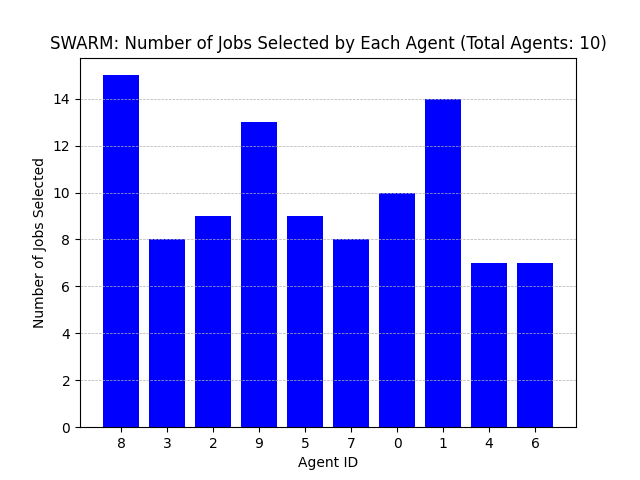 SWARM: Number of Jobs Selected by Each Agent (Total Agents: 10)
14
12
10
8
6
4
2
0
Number of Jobs Selected
8 3 2 9 5 7 0 1 4 6
Agent ID